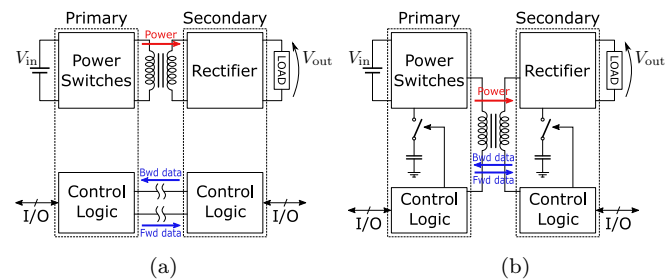 Primary Secondary
Power
V_in
Power
Switches
Rectifier
LOAD
V_out
Bwd data
Control
Logic
Control
Logic
I/O
I/O
Fwd data
(a)
Primary Secondary
V_in
Power
Switches
Rectifier
LOAD
V_out
Power
Bwd data
Fwd data
Control
Logic
Control
Logic
I/O
I/O
(b)